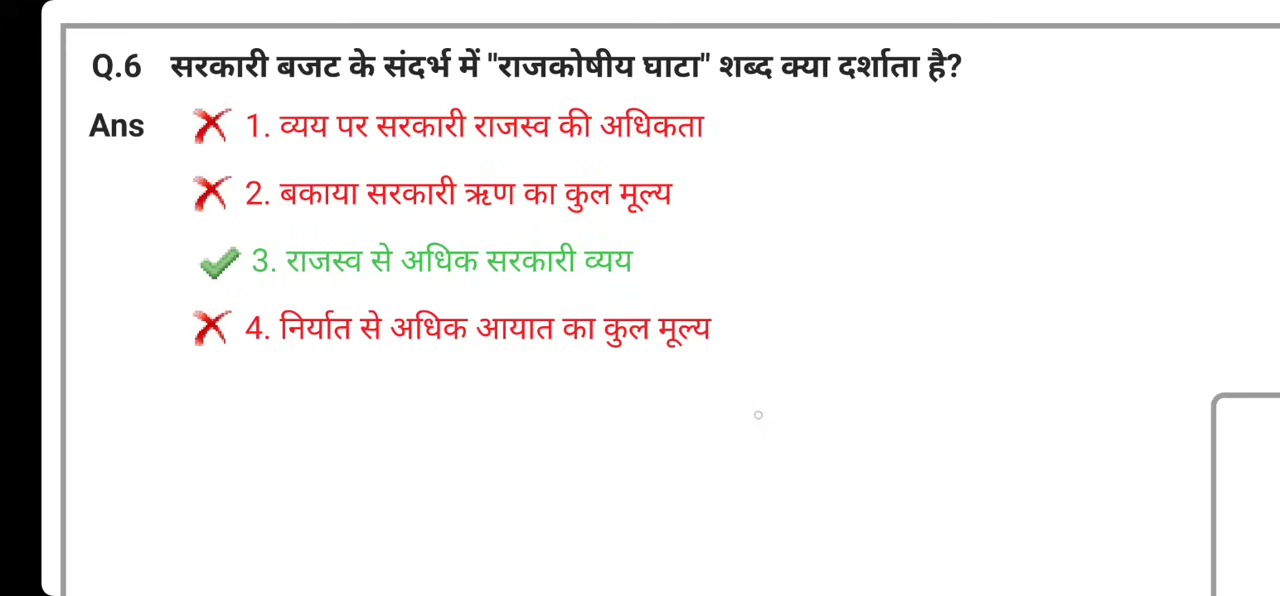 Q.6 सरकारी बजट के संदर्भ में "राजकोषीय घाटा" शब्द क्या दर्शाता है?
Ans 1. व्यय पर सरकारी राजस्व की अधिकता
2. बकाया सरकारी ऋण का कुल मूल्य
3. राजस्व से अधिक सरकारी व्यय
4. निर्यात से अधिक आयात का कुल मूल्य